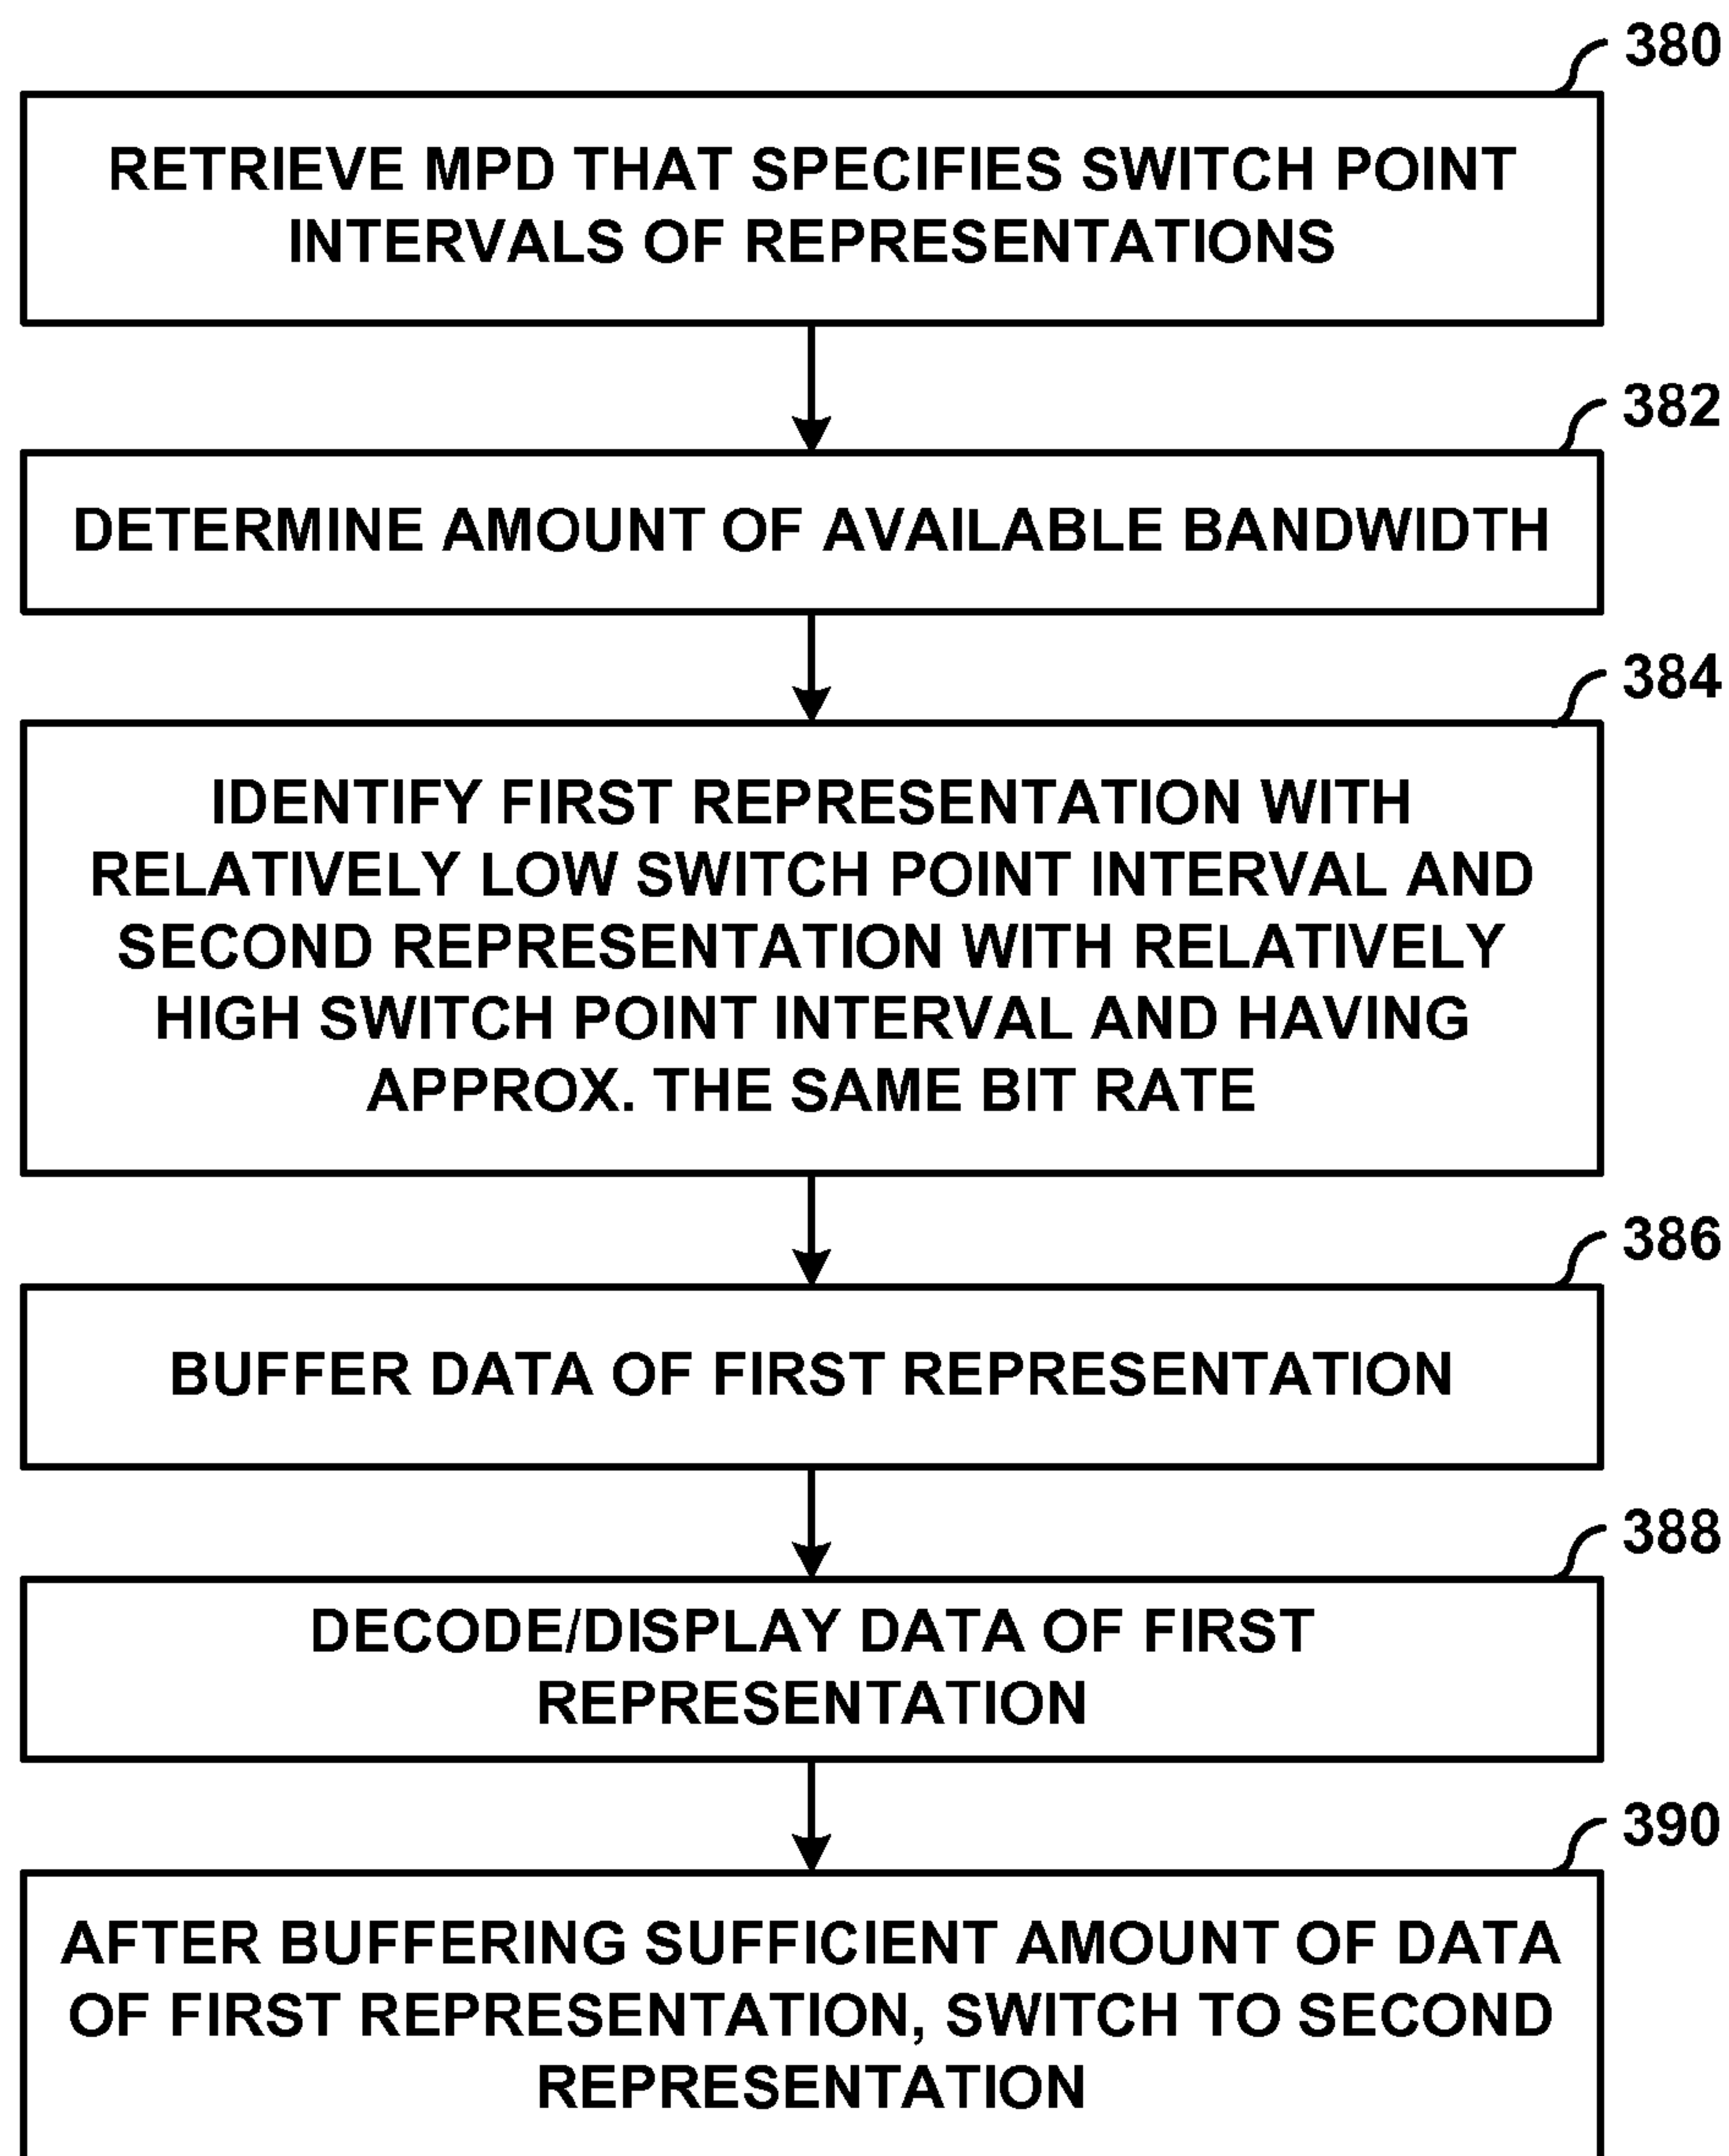 380
RETRIEVE MPD THAT SPECIFIES SWITCH POINT
INTERVALS OF REPRESENTATIONS
382
DETERMINE AMOUNT OF AVAILABLE BANDWIDTH
384
IDENTIFY FIRST REPRESENTATION WITH
RELATIVELY LOW SWITCH POINT INTERVAL AND
SECOND REPRESENTATION WITH RELATIVELY
HIGH SWITCH POINT INTERVAL AND HAVING
APPROX. THE SAME BIT RATE
386
BUFFER DATA OF FIRST REPRESENTATION
388
DECODE/DISPLAY DATA OF FIRST
REPRESENTATION
390
AFTER BUFFERING SUFFICIENT AMOUNT OF DATA
OF FIRST REPRESENTATION, SWITCH TO SECOND
REPRESENTATION